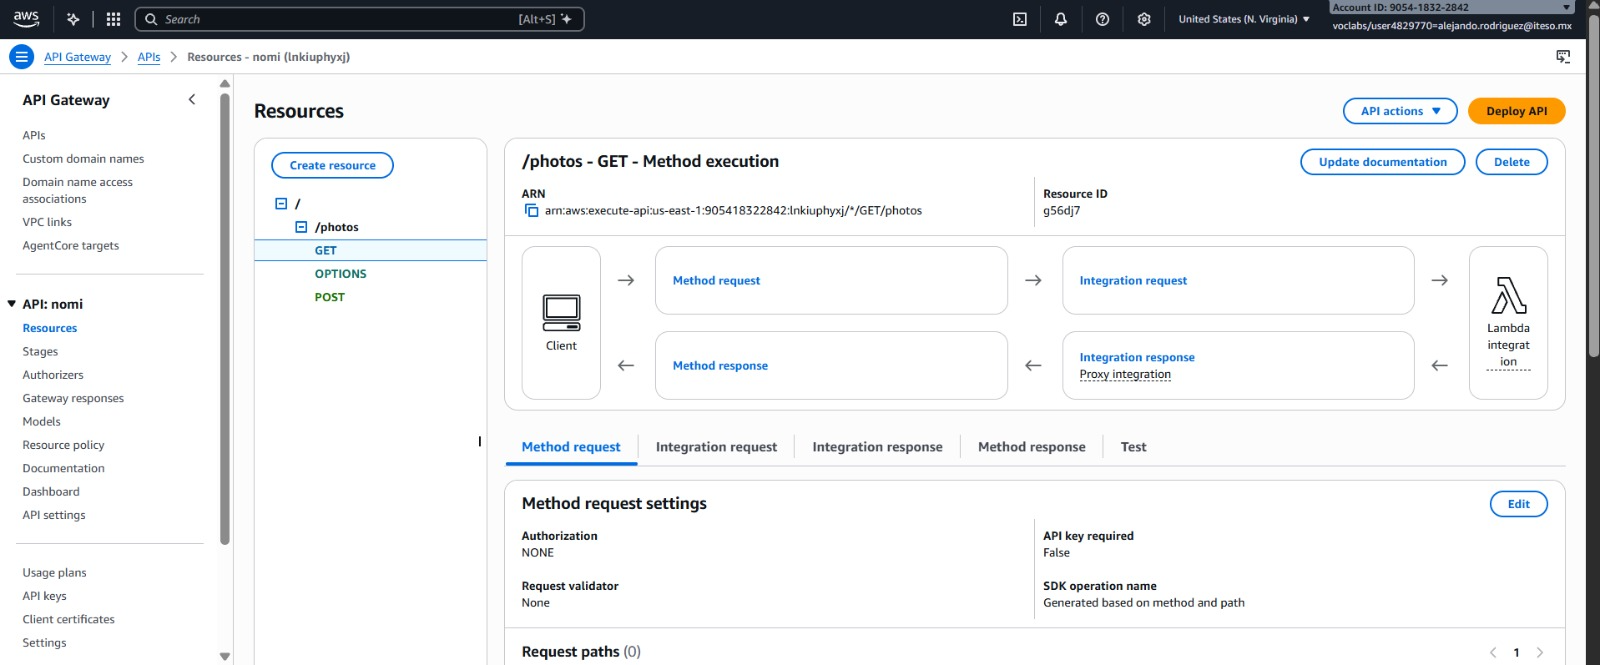 aws
Search
[Alt+S]
United States (N. Virginia)
Account ID: 9054-1832-2842
voclabs/user4829770=alejando.rodriguez@iteso.mx
API Gateway
APIs
Resources - nomi (lnkiuphyxj)
API Gateway
APIs
Custom domain names
Domain name access
associations
VPC links
AgentCore targets
API: nomi
Resources
Stages
Authorizers
Gateway responses
Models
Resource policy
Documentation
Dashboard
API settings
Usage plans
API keys
Client certificates
Settings
Resources
API actions
Deploy API
Create resource
/
/photos
GET
OPTIONS
POST
/photos - GET - Method execution
Update documentation
Delete
ARN
arn:aws:execute-api:us-east-1:905418322842:lnkiuphyxj/*/GET/photos
Resource ID
g56dj7
Client
Method request
Integration request
Method response
Integration response
Proxy integration
Lambda
integrat
ion
Method request
Integration request
Integration response
Method response
Test
Method request settings
Edit
Authorization
NONE
API key required
False
Request validator
None
SDK operation name
Generated based on method and path
Request paths (0)
1